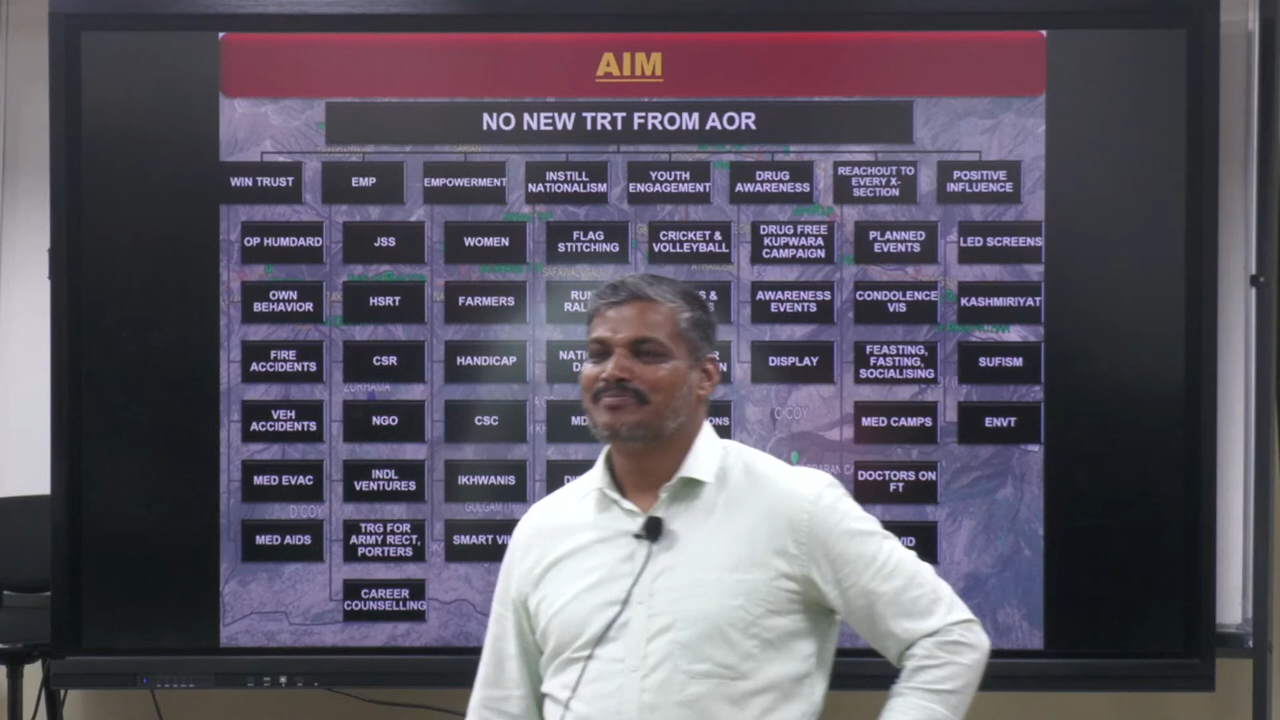 AIM
NO NEW TRT FROM AOR
WIN TRUST
EMP
EMPOWERMENT
INSTILL
NATIONALISM
YOUTH
ENGAGEMENT
DRUG
AWARENESS
REACHOUT TO
EVERY X-
SECTION
POSITIVE
INFLUENCE
OP HUMDARD
JSS
WOMEN
FLAG
STITCHING
CRICKET &
VOLLEYBALL
DRUG FREE
KUPWARA
CAMPAIGN
PLANNED
EVENTS
LED SCREENS
OWN
BEHAVIOR
HSRT
FARMERS
AWARENESS
EVENTS
CONDOLENCE
VIS
KASHMIRIYAT
FIRE
ACCIDENTS
CSR
HANDICAP
DISPLAY
FEASTING,
FASTING,
SOCIALISING
SUFISM
ZURHAMA
VEH
ACCIDENTS
NGO
CSC
C COY
MED CAMPS
ENVT
MED EVAC
INDL
VENTURES
IKHWANIS
DOCTORS ON
FT
D COY
MED AIDS
TRG FOR
ARMY RECT,
PORTERS
SMART
CAREER
COUNSELLING